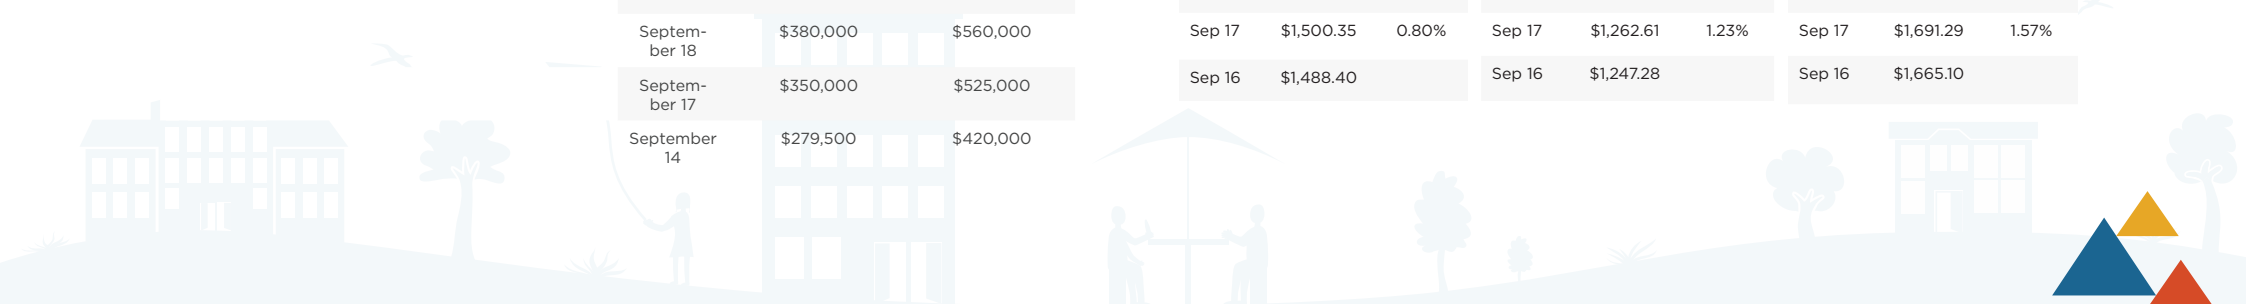 Septem-
ber 18 $380,000 $560,000
Septem-
ber 17 $350,000 $525,000
September
14 $279,500 $420,000
Sep 17 $1,500.35 0.80%
Sep 16 $1,488.40
Sep 17 $1,262.61 1.23%
Sep 16 $1,247.28
Sep 17 $1,691.29 1.57%
Sep 16 $1,665.10